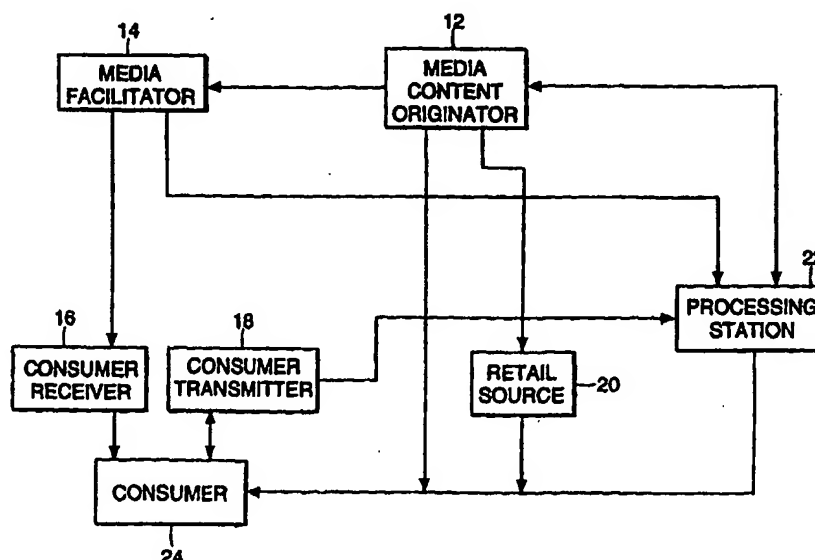 14
MEDIA
FACILITATOR
12
MEDIA
CONTENT
ORIGINATOR
22
PROCESSING
STATION
16
CONSUMER
RECEIVER
18
CONSUMER
TRANSMITTER
RETAIL
SOURCE
20
CONSUMER
24